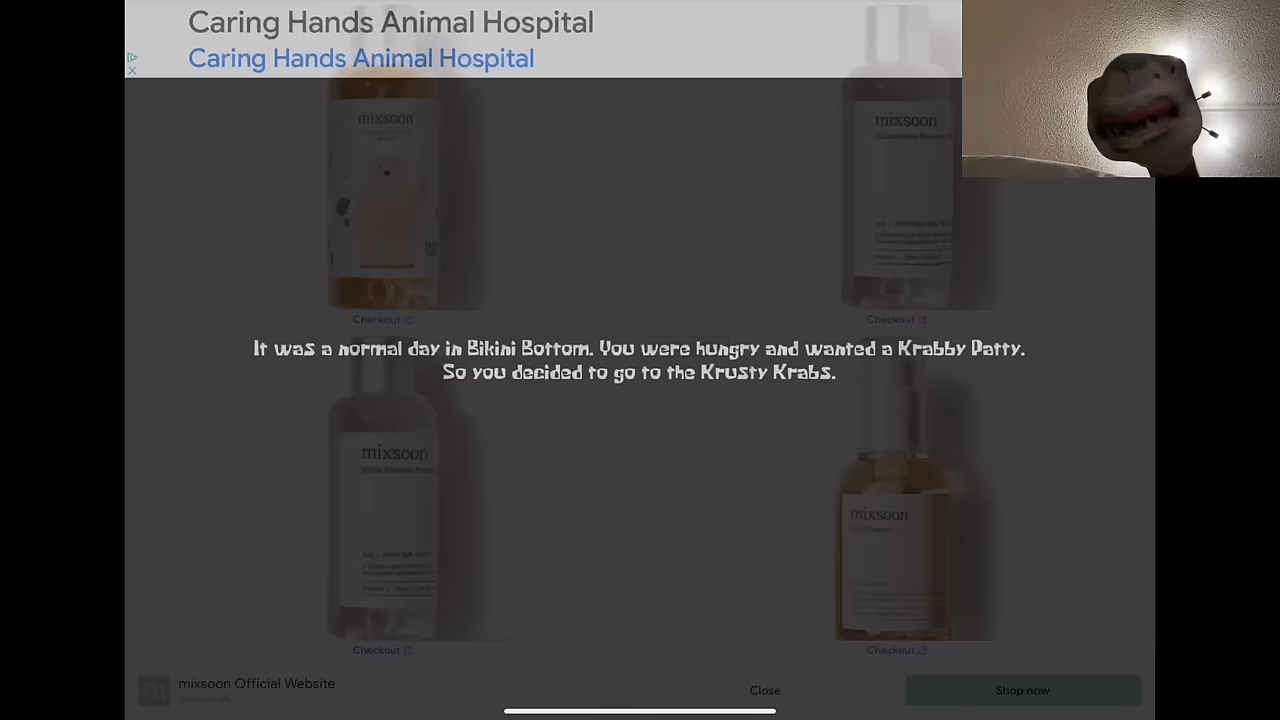 Caring Hands Animal Hospital
Caring Hands Animal Hospital
mixsoon
mixsoon
Checkout
Checkout
It was a normal day in Bikini Bottom. You were hungry and wanted a Krabby Patty.
So you decided to go to the Krusty Krabs.
mixsoon
mixsoon
Checkout
Checkout
m
mixsoon Official Website
Close
Shop now